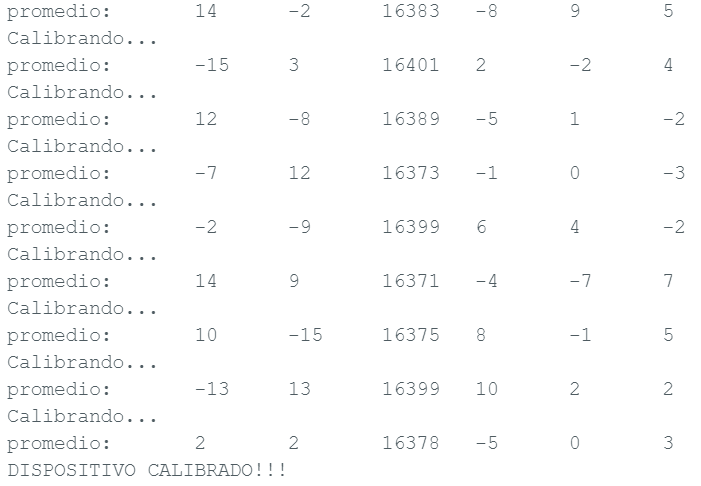 promedio: 14 -2 16383 -8 9 5
Calibrando...
promedio: -15 3 16401 2 -2 4
Calibrando...
promedio: 12 -8 16389 -5 1 -2
Calibrando...
promedio: -7 12 16373 -1 0 -3
Calibrando...
promedio: -2 -9 16399 6 4 -2
Calibrando...
promedio: 14 9 16371 -4 -7 7
Calibrando...
promedio: 10 -15 16375 8 -1 5
Calibrando...
promedio: -13 13 16399 10 2 2
Calibrando...
promedio: 2 2 16378 -5 0 3
DISPOSITIVO CALIBRADO!!!